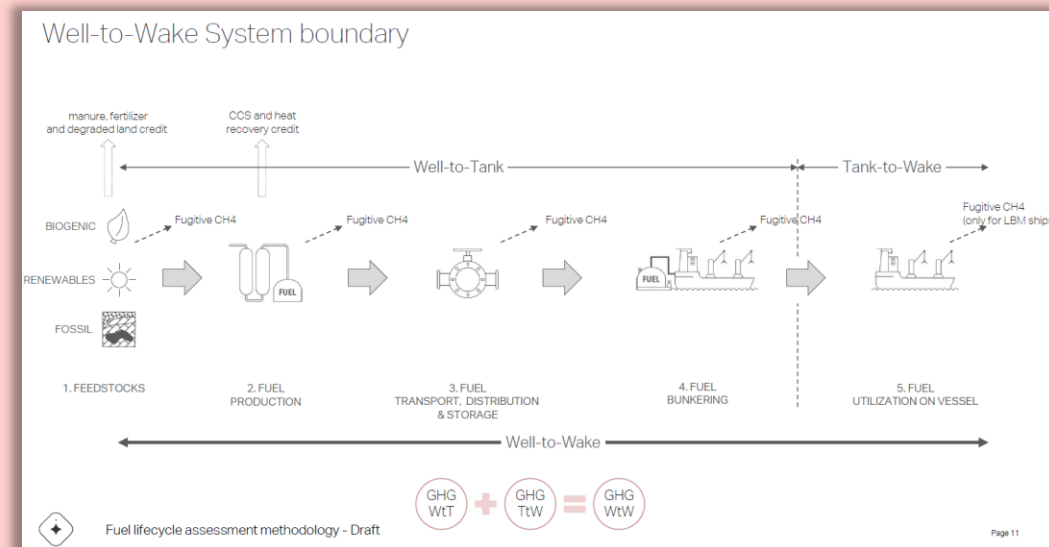 Well-to-Wake System boundary
manure, fertilizer
and degraded land credit
CCS and heat
recovery credit
Well-to-Tank
Tank-to-Wake
BIOGENIC
Fugitive CH4
Fugitive CH4
Fugitive CH4
Fugitive CH4
Fugitive CH4
(only for LBM ship
RENEWABLES
FUEL
FUEL
FOSSIL
1. FEEDSTOCKS
2. FUEL
PRODUCTION
3. FUEL
TRANSPORT, DISTRIBUTION
& STORAGE
4. FUEL
BUNKERING
5. FUEL
UTILIZATION ON VESSEL
Well-to-Wake
GHG
WtT
+
GHG
TtW
=
GHG
WtW
Fuel lifecycle assessment methodology - Draft
Page 11